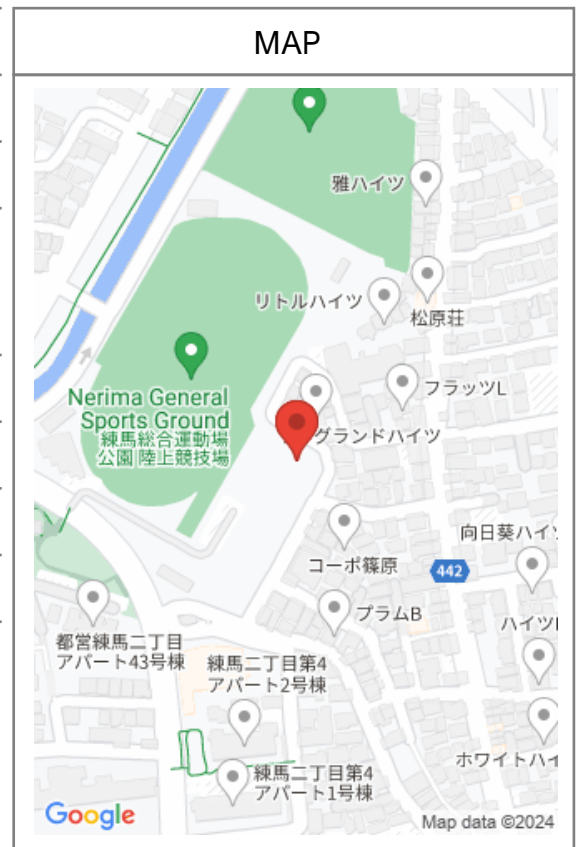 MAP
雅ハイツ
リトルハイツ
松原荘
フラッツL
Nerima General
Sports Ground
練馬総合運動場
公園 陸上競技場
グランドハイツ
向日葵ハイツ
コーポ篠原
442
プラムB
ハイツ
都営練馬二丁目
アパート43号棟
練馬二丁目第4
アパート2号棟
ホワイトハイ
練馬二丁目第4
アパート1号棟
Google
Map data ©2024